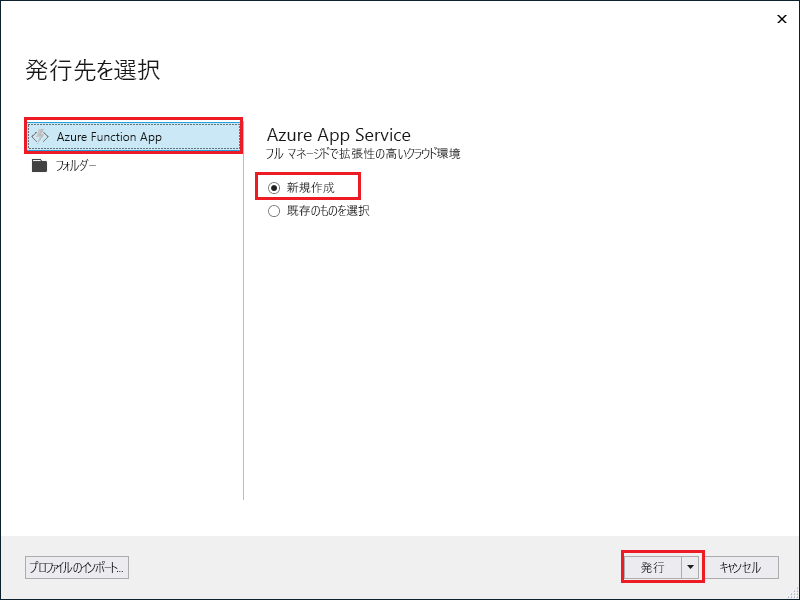 発行先を選択
Azure Function App
フォルダー
Azure App Service
フル マネージドで拡張性の高いクラウド環境
新規作成
既存のものを選択
プロファイルのインポート...
発行
キャンセル